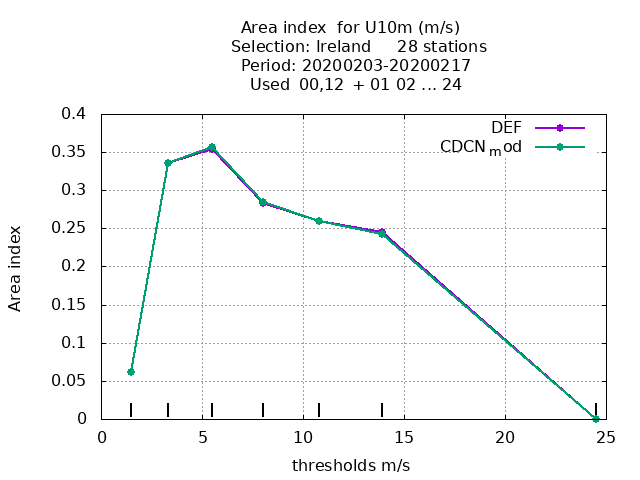 Area index  for U10m (m/s)
Selection: Ireland     28 stations
Period: 20200203-20200217
Used  00,12  + 01 02 ... 24
DEF
CDCN_mod
0.4
0.35
0.3
0.25
0.2
0.15
0.1
0.05
0
Area index
0 5 10 15 20 25
thresholds m/s